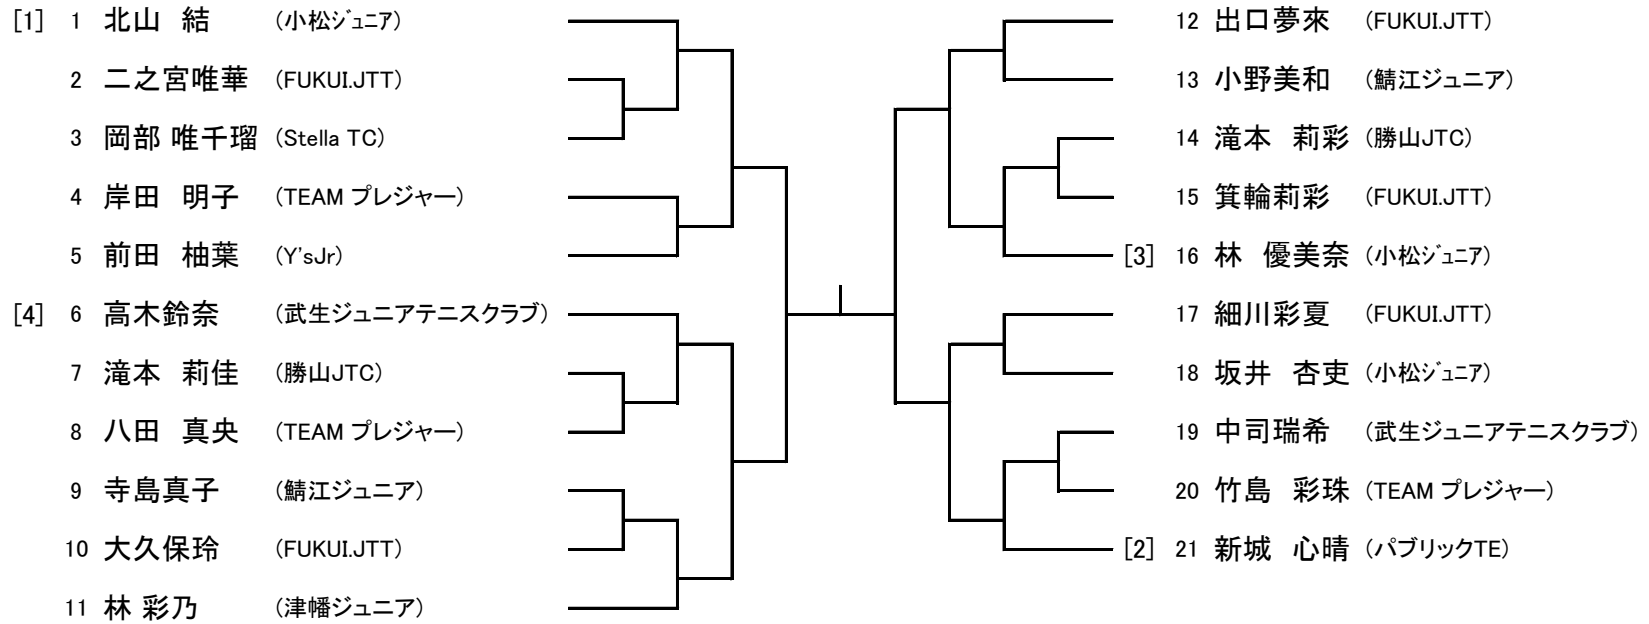 [1] 1 北山 結 (小松ジュニア)
2 二之宮唯華 (FUKUI.JTT)
3 岡部 唯千瑠 (Stella TC)
4 岸田 明子 (TEAM プレジャー)
5 前田 柚葉 (Y'sJr)
[4] 6 高木鈴奈 (武生ジュニアテニスクラブ)
7 滝本 莉佳 (勝山JTC)
8 八田 真央 (TEAM プレジャー)
9 寺島真子 (鯖江ジュニア)
10 大久保玲 (FUKUI.JTT)
11 林 彩乃 (津幡ジュニア)
12 出口夢來 (FUKUI.JTT)
13 小野美和 (鯖江ジュニア)
14 滝本 莉彩 (勝山JTC)
15 箕輪莉彩 (FUKUI.JTT)
[3] 16 林 優美奈 (小松ジュニア)
17 細川彩夏 (FUKUI.JTT)
18 坂井 杏吏 (小松ジュニア)
19 中司瑞希 (武生ジュニアテニスクラブ)
20 竹島 彩珠 (TEAM プレジャー)
[2] 21 新城 心晴 (パブリックTE)